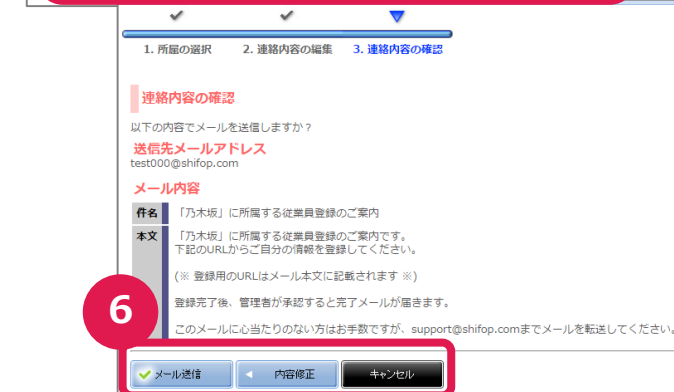 1. 所属の選択 2. 連絡内容の編集 3. 連絡内容の確認
連絡内容の確認
以下の内容でメールを送信しますか？
送信先メールアドレス
test000@shifop.com
メール内容
件名 「乃木坂」に所属する従業員登録のご案内
本文 「乃木坂」に所属する従業員登録のご案内です。
下記のURLからご自分の情報を登録してください。
(※ 登録用のURLはメール本文に記載されます ※)
登録完了後、管理者が承認すると完了メールが届きます。
このメールに心当たりのない方はお手数ですが、support@shifop.comまでメールを転送してください。
6
メール送信 内容修正 キャンセル